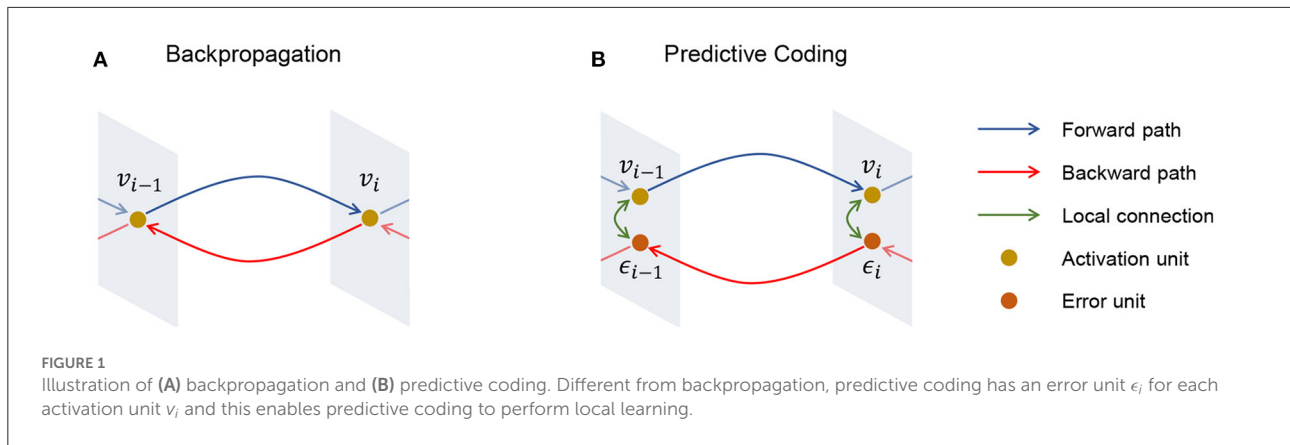 A Backpropagation
B Predictive Coding
v_{i−1}
v_i
v_{i−1}
v_i
ϵ_{i−1}
ϵ_i
Forward path
Backward path
Local connection
Activation unit
Error unit
FIGURE 1
Illustration of (A) backpropagation and (B) predictive coding. Different from backpropagation, predictive coding has an error unit ϵ_i for each
activation unit v_i and this enables predictive coding to perform local learning.